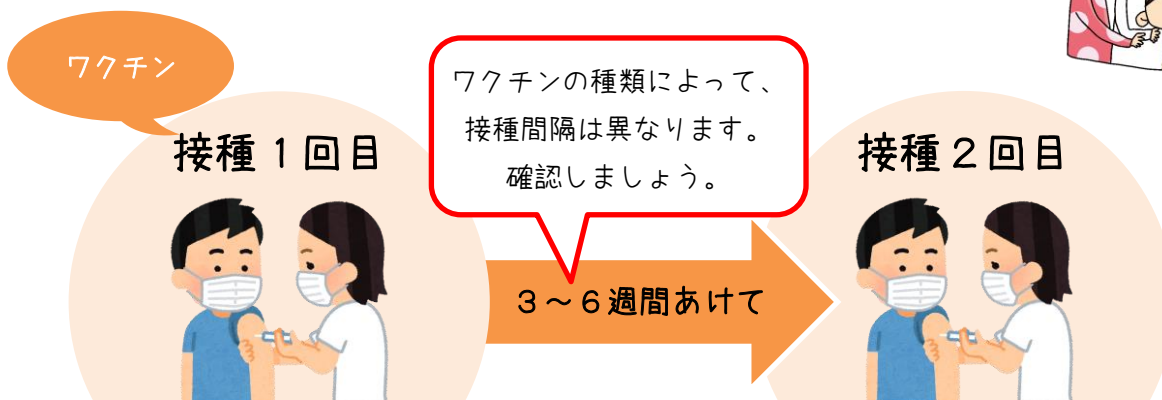 ワクチン
接種１回目
ワクチンの種類によって、
接種間隔は異なります。
確認しましょう。
３～６週間あけて
接種２回目